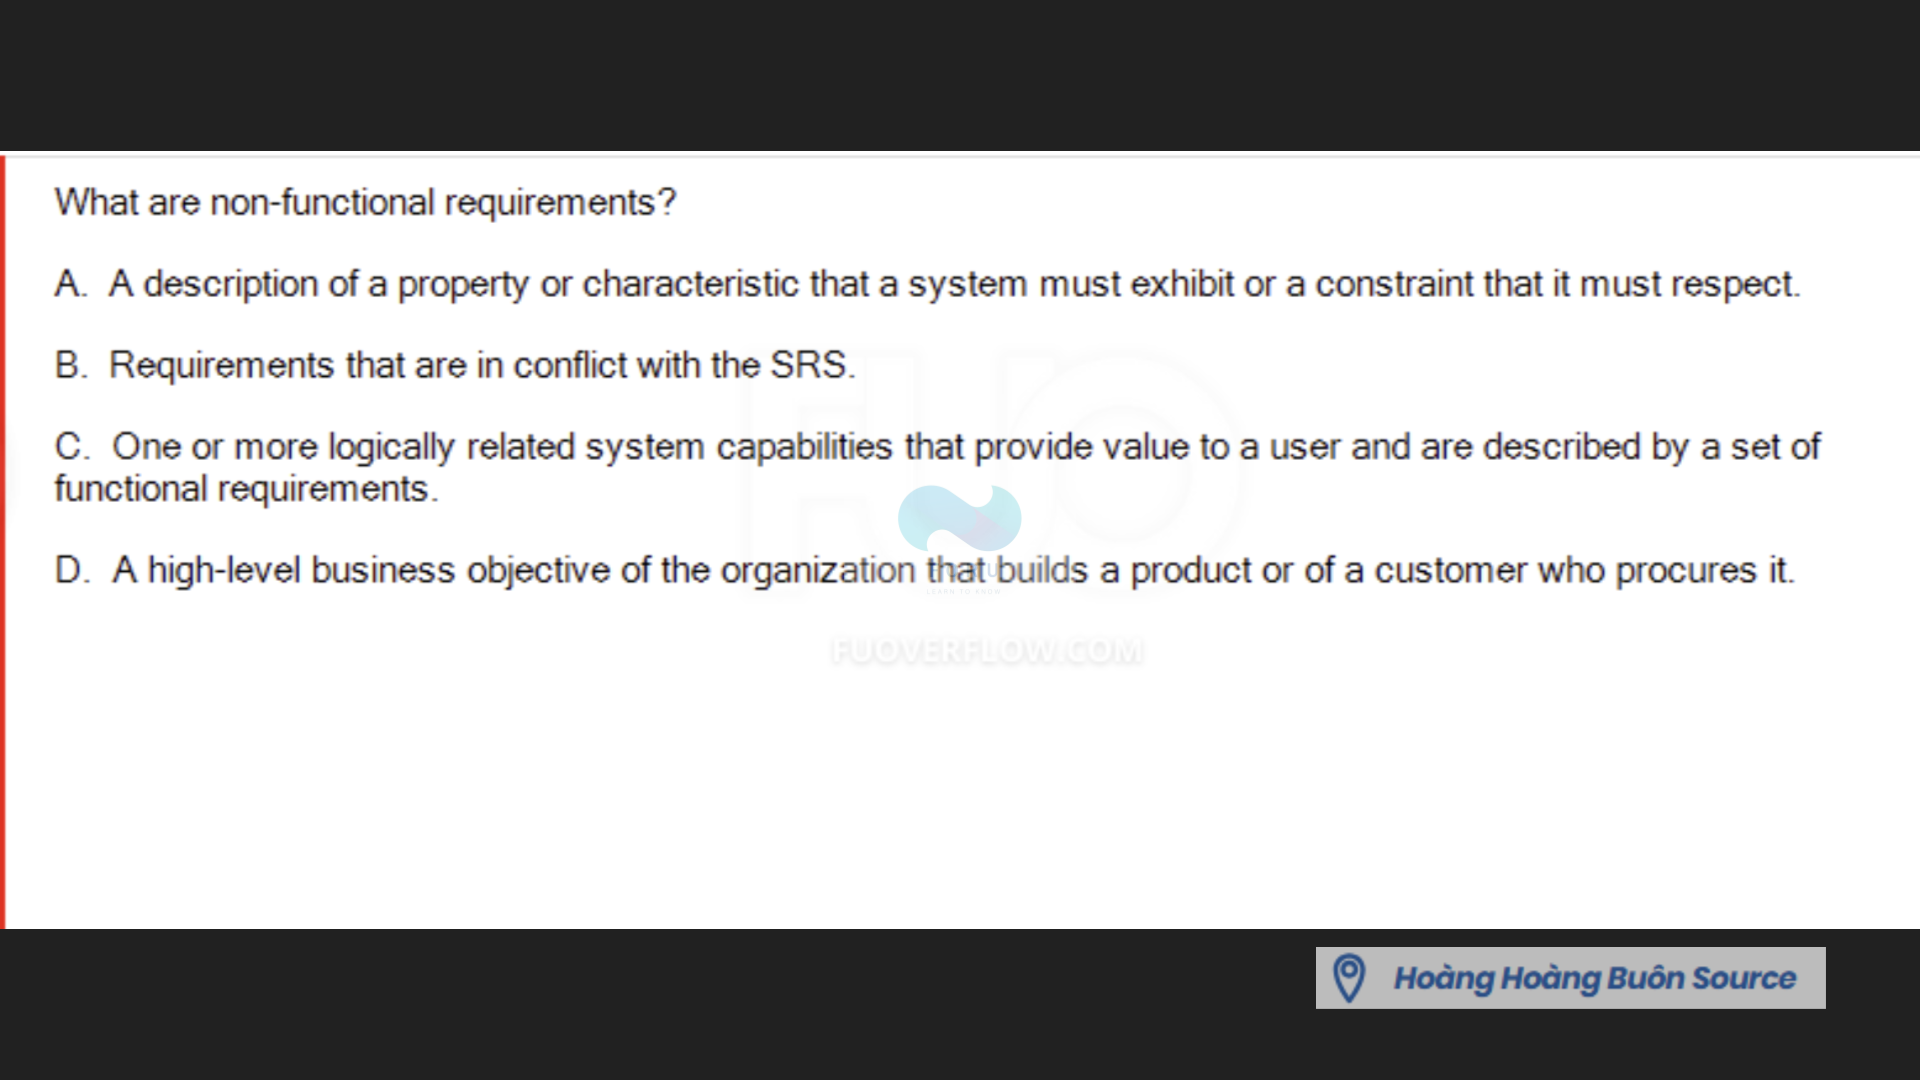 What are non-functional requirements?
A. A description of a property or characteristic that a system must exhibit or a constraint that it must respect.
B. Requirements that are in conflict with the SRS.
C. One or more logically related system capabilities that provide value to a user and are described by a set of
functional requirements.
D. A high-level business objective of the organization that builds a product or of a customer who procures it.
FUOVERFLOW.COM
Hoàng Hoàng Buôn Source